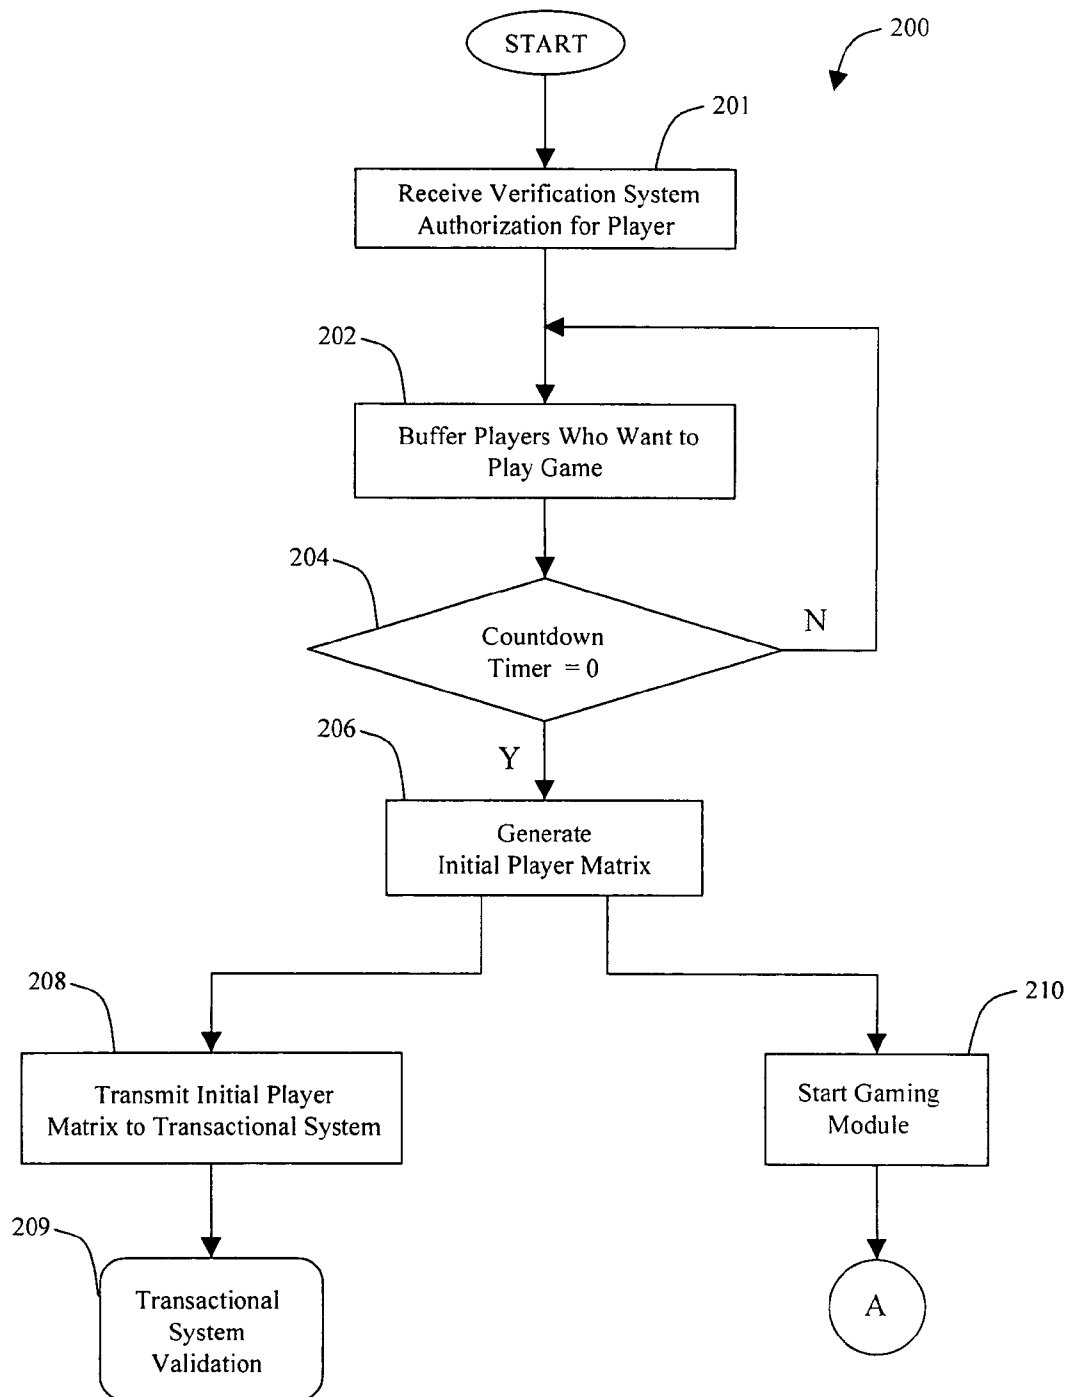 START
200
201
Receive Verification System
Authorization for Player
202
Buffer Players Who Want to
Play Game
204
Countdown
Timer = 0
N
206
Y
Generate
Initial Player Matrix
208
210
Transmit Initial Player
Matrix to Transactional System
Start Gaming
Module
209
Transactional
System
Validation
A